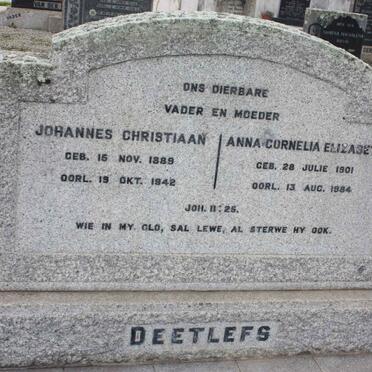 ONS DIERBARE
VADER EN MOEDER
JOHANNES CHRISTIAAN
GEB. 15 NOV. 1889
OORL. 19 OKT. 1942
ANNA CORNELIA ELIZABE
GEB. 28 JULIE 1901
OORL. 13 AUG. 1984
JOH. 11:25.
WIE IN MY GLO, SAL LEWE, AL STERWE HY OOK.
DEETLEFS